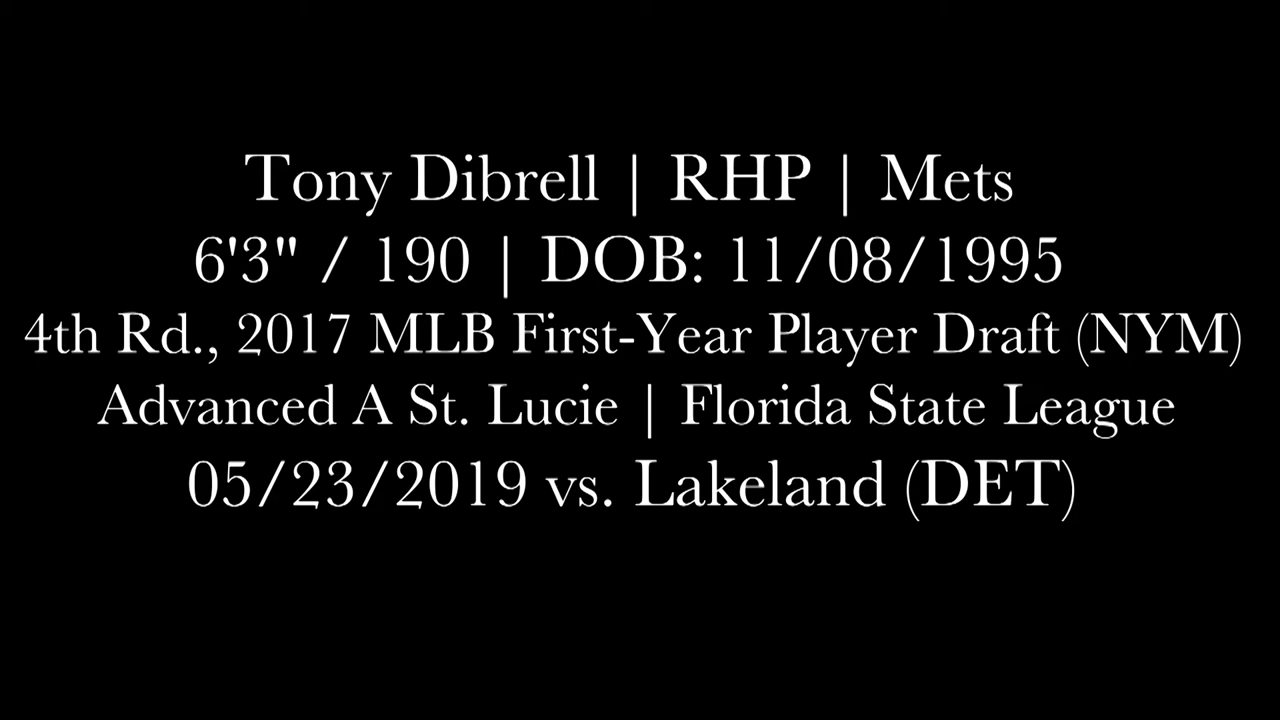 Tony Dibrell | RHP | Mets
6'3" / 190 | DOB: 11/08/1995
4th Rd., 2017 MLB First-Year Player Draft (NYM)
Advanced A St. Lucie | Florida State League
05/23/2019 vs. Lakeland (DET)